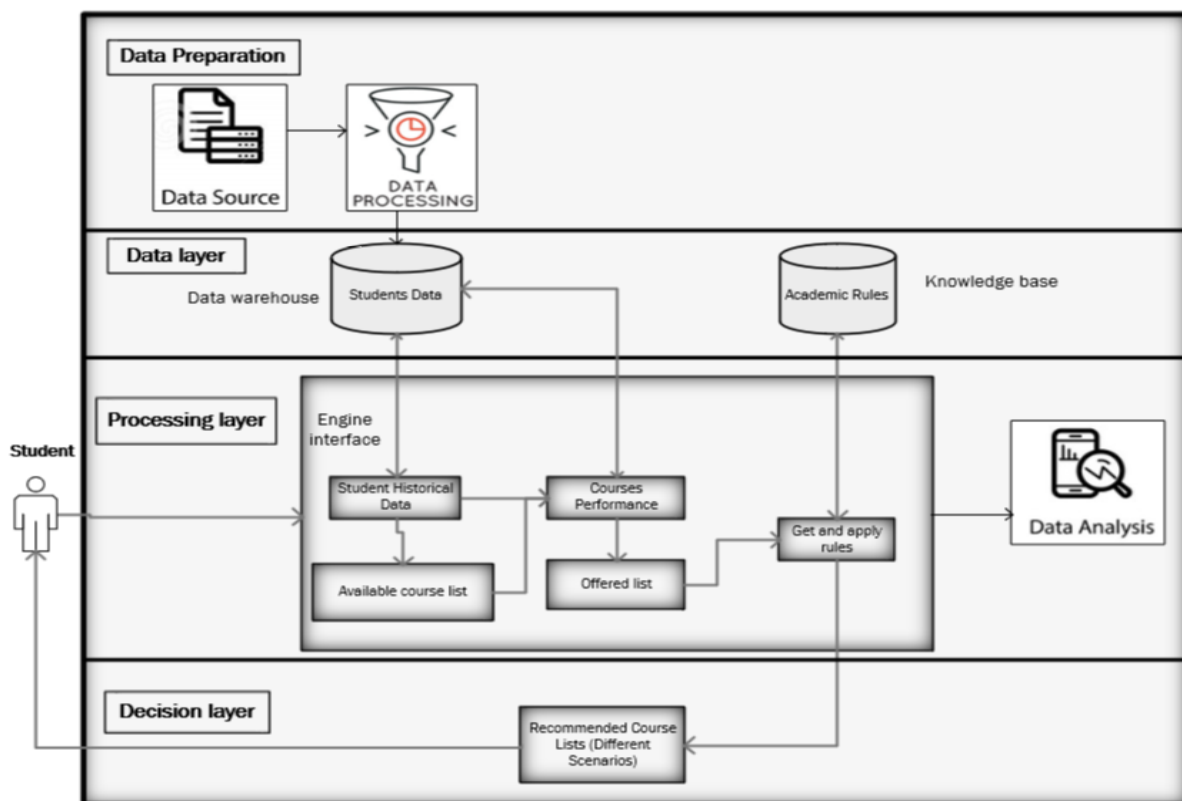 Data Preparation
Data Source
DATA
PROCESSING
Data layer
Data warehouse
Students Data
Academic Rules
Knowledge base
Processing layer
Engine
interface
Student
Student Historical
Data
Courses
Performance
Get and apply
rules
Data Analysis
Available course list
Offered list
Decision layer
Recommended Course
Lists (Different
Scenarios)